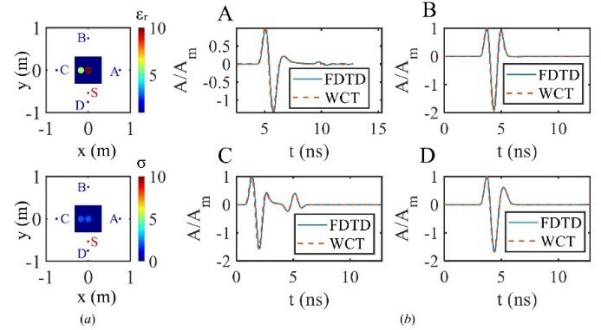 εr
10
5
0
1
0
-1
y (m)
B
C
A
S
D
-1 0 1
x (m)
σ
10
5
0
1
0
-1
y (m)
B
C
A
S
D
-1 0 1
x (m)
(a)
A
A/Am
1
0.5
0
-0.5
-1
FDTD
WCT
5 10 15
t (ns)
B
A/Am
1
0
-1
-2
FDTD
WCT
0 5 10
t (ns)
C
A/Am
1
0
-1
-2
FDTD
WCT
0 5 10
t (ns)
D
A/Am
1
0
-1
-2
FDTD
WCT
0 5 10
t (ns)
(b)